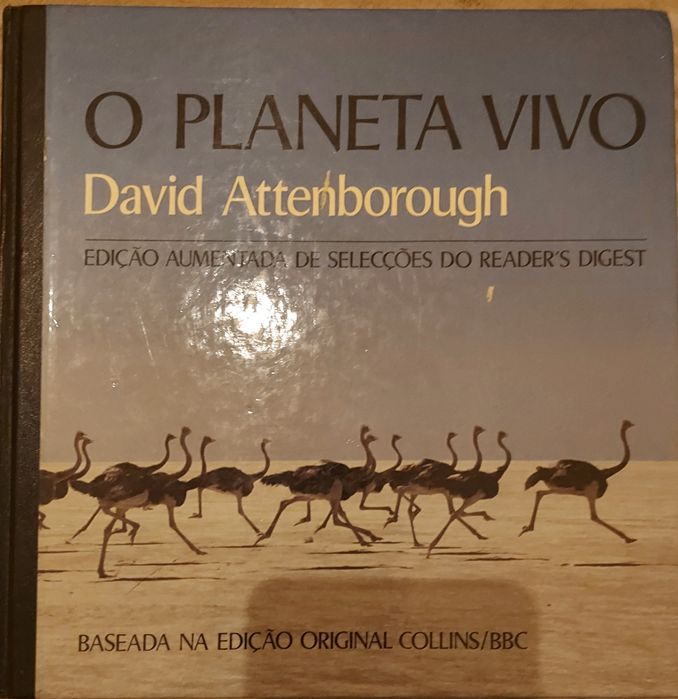 O PLANETA VIVO
David Attenborough
EDIÇÃO AUMENTADA DE SELECÇÕES DO READER'S DIGEST
BASEADA NA EDIÇÃO ORIGINAL COLLINS/BBC